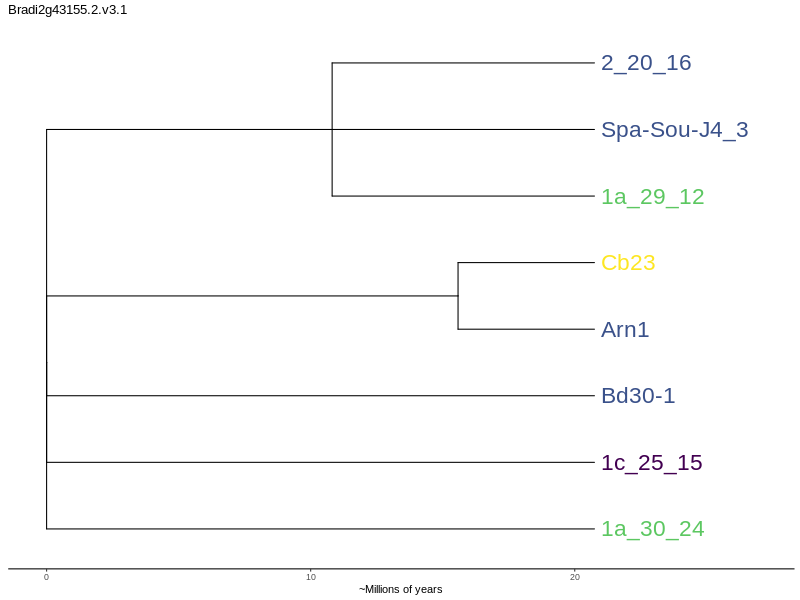 Bradi2g43155.2.v3.1
2_20_16
Spa-Sou-J4_3
1a_29_12
Cb23
Arn1
Bd30-1
1c_25_15
1a_30_24
0 10 20
~Millions of years